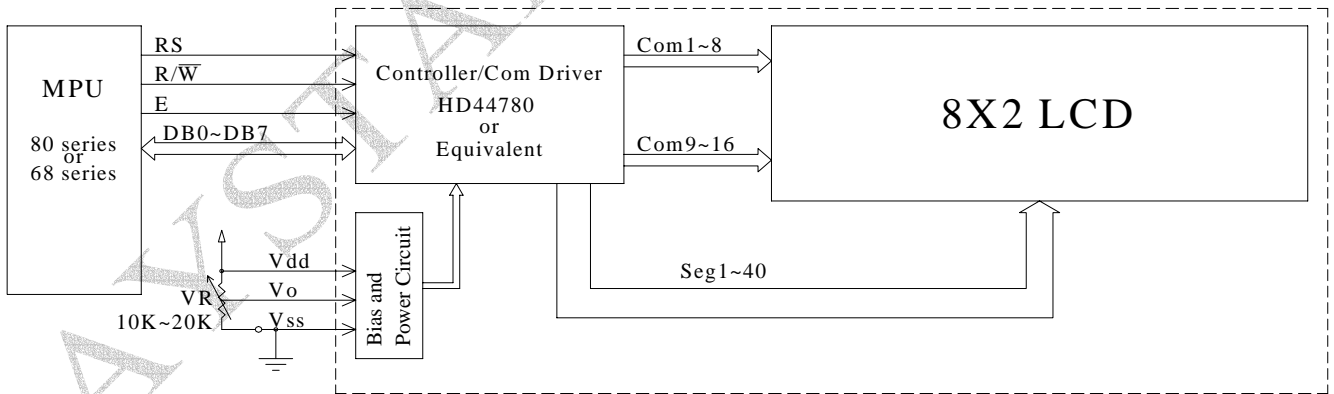 MPU
80 series
or
68 series
RS
R/W̅
E
DB0~DB7
Controller/Com Driver
HD44780
or
Equivalent
Com1~8
Com9~16
8X2 LCD
Seg1~40
Vdd
Vo
Vss
VR
10K~20K
Bias and
Power Circuit
AYSTA